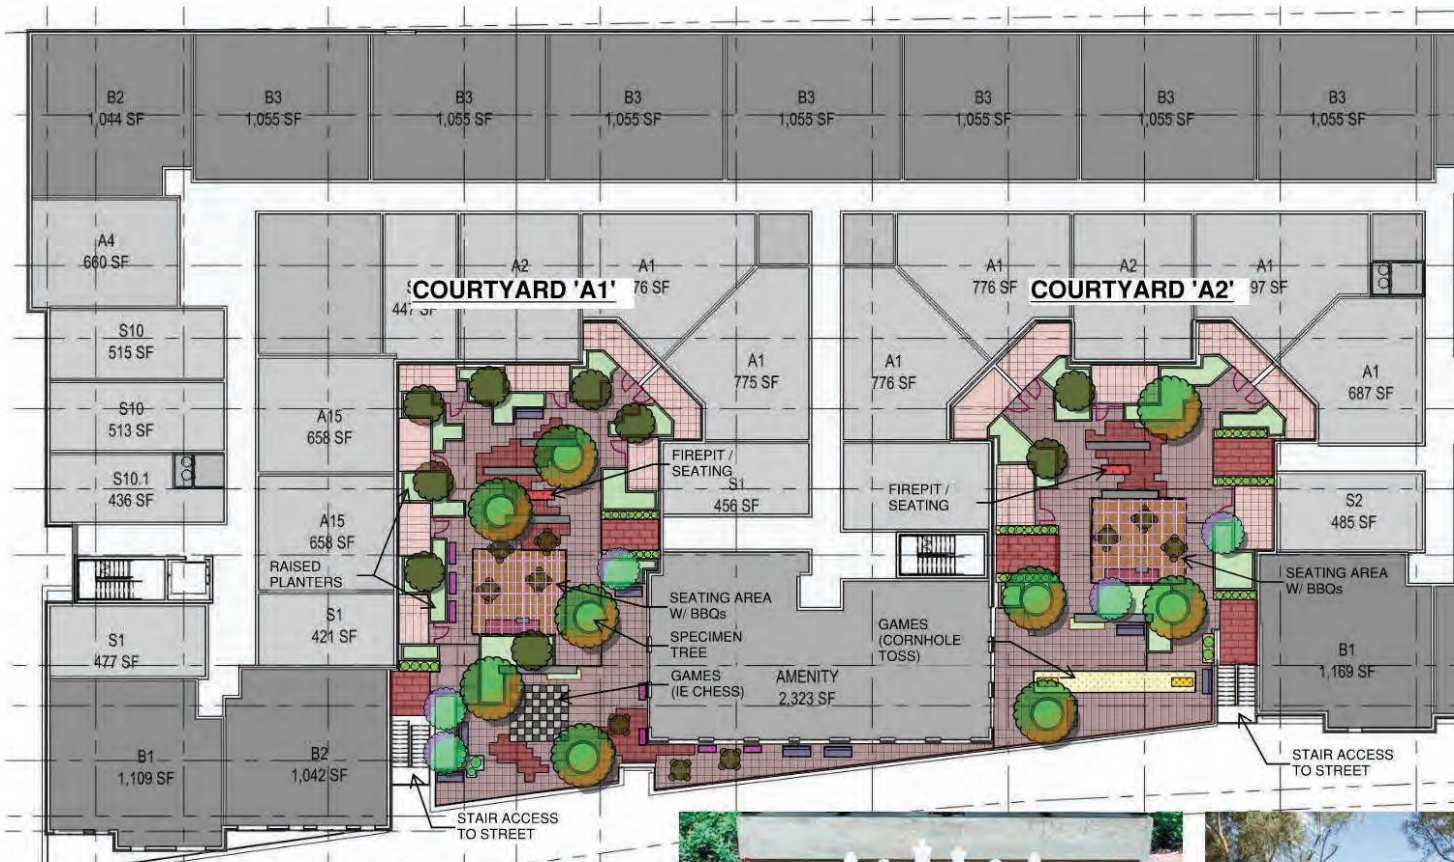 B2
1,044 SF
B3
1,055 SF
B3
1,055 SF
B3
1,055 SF
B3
1,055 SF
B3
1,055 SF
B3
1,055 SF
B3
1,055 SF
A4
660 SF
S10
515 SF
S10
513 SF
S10.1
436 SF
S1
477 SF
B1
1,109 SF
B2
1,042 SF
447 SF
A2
A1
76 SF
COURTYARD 'A1'
A15
658 SF
A15
658 SF
S1
421 SF
RAISED
PLANTERS
A1
775 SF
FIREPIT /
SEATING
S1
456 SF
SEATING AREA
W/ BBQs
SPECIMEN
TREE
GAMES
(IE CHESS)
AMENITY
2,323 SF
STAIR ACCESS
TO STREET
A1
776 SF
A2
A1
97 SF
COURTYARD 'A2'
A1
776 SF
A1
687 SF
FIREPIT /
SEATING
S2
485 SF
SEATING AREA
W/ BBQs
GAMES
(CORNHOLE
TOSS)
B1
1,169 SF
STAIR ACCESS
TO STREET